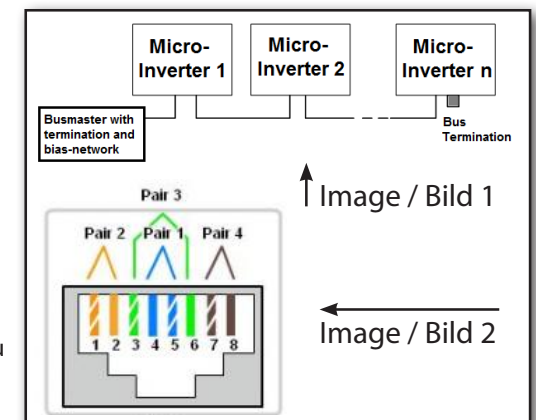 Micro-
Inverter 1
Micro-
Inverter 2
Micro-
Inverter n
Busmaster with
termination and
bias-network
Bus
Termination
Image / Bild 1
Pair 3
Pair 2
Pair 1
Pair 4
1 2 3 4 5 6 7 8
Image / Bild 2
u